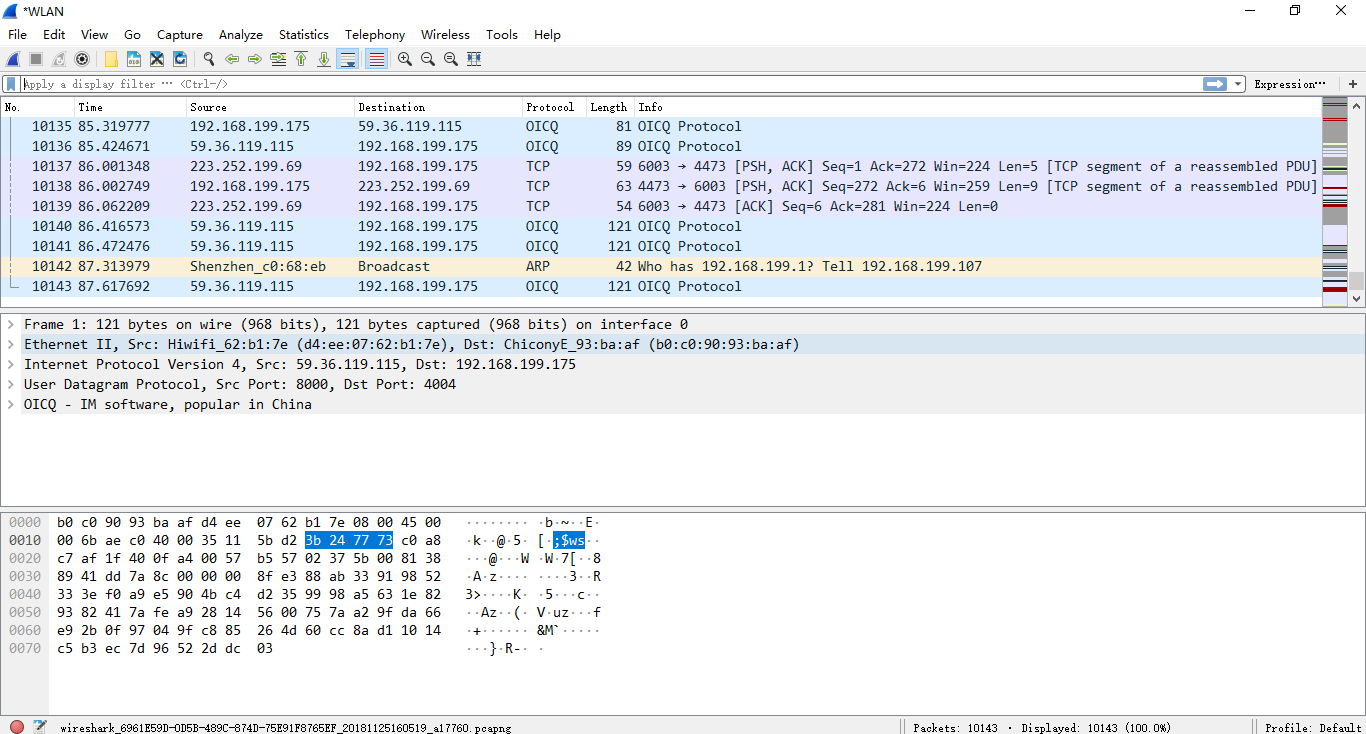 *WLAN
File Edit View Go Capture Analyze Statistics Telephony Wireless Tools Help
Apply a display filter ⋯ <Ctrl-/>
Expression⋯ +
No. Time Source Destination Protocol Length Info
10135 85.319777 192.168.199.175 59.36.119.115 OICQ 81 OICQ Protocol
10136 85.424671 59.36.119.115 192.168.199.175 OICQ 89 OICQ Protocol
10137 86.001348 223.252.199.69 192.168.199.175 TCP 59 6003 → 4473 [PSH, ACK] Seq=1 Ack=272 Win=224 Len=5 [TCP segment of a reassembled PDU]
10138 86.002749 192.168.199.175 223.252.199.69 TCP 63 4473 → 6003 [PSH, ACK] Seq=272 Ack=6 Win=259 Len=9 [TCP segment of a reassembled PDU]
10139 86.062209 223.252.199.69 192.168.199.175 TCP 54 6003 → 4473 [ACK] Seq=6 Ack=281 Win=224 Len=0
10140 86.416573 59.36.119.115 192.168.199.175 OICQ 121 OICQ Protocol
10141 86.472476 59.36.119.115 192.168.199.175 OICQ 121 OICQ Protocol
10142 87.313979 Shenzhen_c0:68:eb Broadcast ARP 42 Who has 192.168.199.1? Tell 192.168.199.107
10143 87.617692 59.36.119.115 192.168.199.175 OICQ 121 OICQ Protocol
Frame 1: 121 bytes on wire (968 bits), 121 bytes captured (968 bits) on interface 0
Ethernet II, Src: Hiwifi_62:b1:7e (d4:ee:07:62:b1:7e), Dst: ChiconyE_93:ba:af (b0:c0:90:93:ba:af)
Internet Protocol Version 4, Src: 59.36.119.115, Dst: 192.168.199.175
User Datagram Protocol, Src Port: 8000, Dst Port: 4004
OICQ - IM software, popular in China
0000 b0 c0 90 93 ba af d4 ee 07 62 b1 7e 08 00 45 00 ········ ·b·~··E·
0010 00 6b ae c0 40 00 35 11 5b d2 3b 24 77 73 c0 a8 ·k··@·5· [·;$ws··
0020 c7 af 1f 40 0f a4 00 57 b5 57 02 37 5b 00 81 38 ···@···W ·W·7[··8
0030 89 41 dd 7a 8c 00 00 00 8f e3 88 ab 33 91 98 52 ·A·z···· ····3··R
0040 33 3e f0 a9 e5 90 4b c4 d2 35 99 98 a5 63 1e 82 3>····K· ·5···c··
0050 93 82 41 7a fe a9 28 14 56 00 75 7a a2 9f da 66 ··Az··(· V·uz···f
0060 e9 2b 0f 97 04 9f c8 85 26 4d 60 cc 8a d1 10 14 ·+······ &M`·····
0070 c5 b3 ec 7d 96 52 2d dc 03 ···}·R-· ·
wireshark_6961E59D-0D5B-489C-874D-75E91F8765EF_20181125160519_a17760.pcapng
Packets: 10143 · Displayed: 10143 (100.0%)
Profile: Default